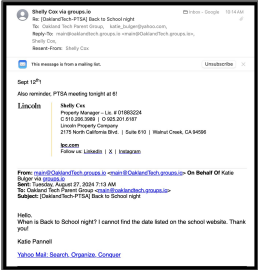 Shelly Cox via groups.io
Inbox - Google 10:14 AM
Re: [OaklandTech-PTSA] Back to School night
To: Oakland Tech Parent Group, katie_bulger@yahoo.com,
Reply-To: main@oaklandtech.groups.io <main@oaklandtech.groups.io>,
Shelly Cox,
Resent-From: Shelly Cox
This message is from a mailing list.
Unsubscribe
Sept 12th!
Also reminder, PTSA meeting tonight at 6!
Lincoln
Shelly Cox
Property Manager – Lic. # 01883224
C 510.206.3989 | O 925.201.6187
Lincoln Property Company
2175 North California Blvd. | Suite 610 | Walnut Creek, CA 94596
lpc.com
Follow us: LinkedIn | X | Instagram
From: main@OaklandTech.groups.io <main@OaklandTech.groups.io> On Behalf Of Katie
Bulger via groups.io
Sent: Tuesday, August 27, 2024 7:13 AM
To: Oakland Tech Parent Group <main@OaklandTech.groups.io>
Subject: [OaklandTech-PTSA] Back to School night
Hello.
When is Back to School night? I cannot find the date listed on the school website. Thank
you!
Katie Pannell
Yahoo Mail: Search, Organize, Conquer